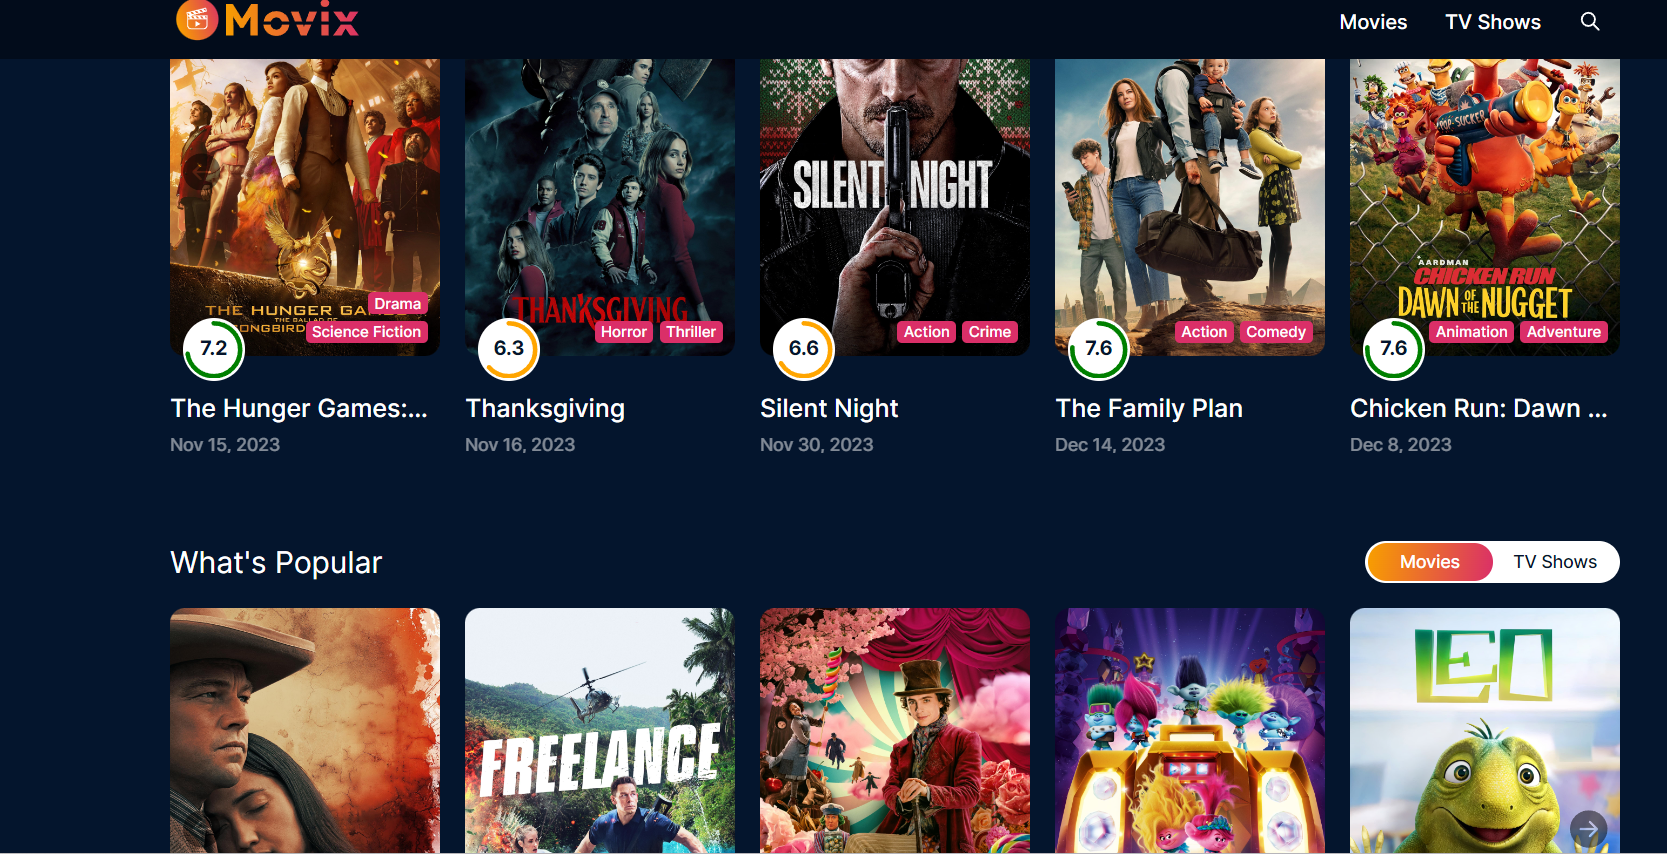 Movix
Movies
TV Shows
THE HUNGER GAMES
THE BALLAD OF
SONGBIRD
Drama
Science Fiction
7.2
THANKSGIVING
Horror
Thriller
6.3
SILENT NIGHT
Action
Crime
6.6
Action
Comedy
7.6
POP-SUCKER
AARDMAN
CHICKEN RUN
DAWN OF THE NUGGET
Animation
Adventure
7.6
The Hunger Games:...
Nov 15, 2023
Thanksgiving
Nov 16, 2023
Silent Night
Nov 30, 2023
The Family Plan
Dec 14, 2023
Chicken Run: Dawn ...
Dec 8, 2023
What's Popular
Movies
TV Shows
FREELANCE
LEO